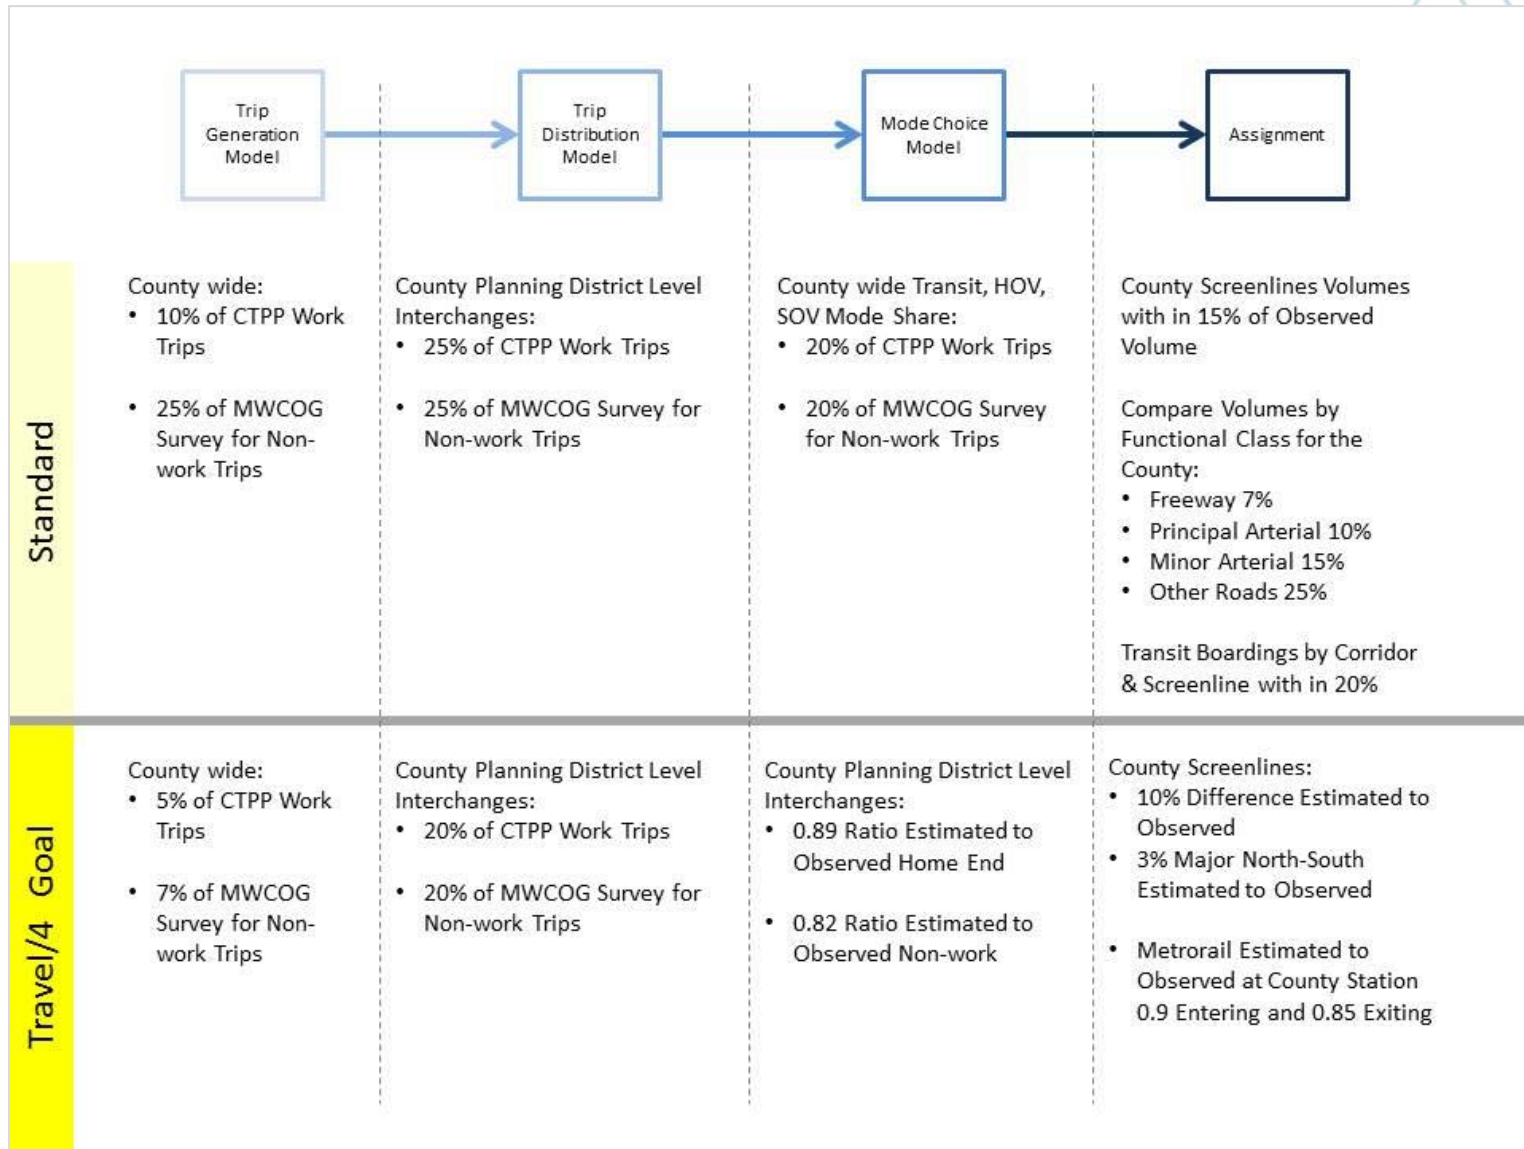 Trip
Generation
Model
Trip
Distribution
Model
Mode Choice
Model
Assignment
Standard
County wide:
• 10% of CTPP Work
Trips
• 25% of MWCOG
Survey for Non-
work Trips
County Planning District Level
Interchanges:
• 25% of CTPP Work Trips
• 25% of MWCOG Survey for
Non-work Trips
County wide Transit, HOV,
SOV Mode Share:
• 20% of CTPP Work Trips
• 20% of MWCOG Survey
for Non-work Trips
County Screenlines Volumes
with in 15% of Observed
Volume
Compare Volumes by
Functional Class for the
County:
• Freeway 7%
• Principal Arterial 10%
• Minor Arterial 15%
• Other Roads 25%
Transit Boardings by Corridor
& Screenline with in 20%
Travel/4 Goal
County wide:
• 5% of CTPP Work
Trips
• 7% of MWCOG
Survey for Non-
work Trips
County Planning District Level
Interchanges:
• 20% of CTPP Work Trips
• 20% of MWCOG Survey for
Non-work Trips
County Planning District Level
Interchanges:
• 0.89 Ratio Estimated to
Observed Home End
• 0.82 Ratio Estimated to
Observed Non-work
County Screenlines:
• 10% Difference Estimated to
Observed
• 3% Major North-South
Estimated to Observed
• Metrorail Estimated to
Observed at County Station
0.9 Entering and 0.85 Exiting